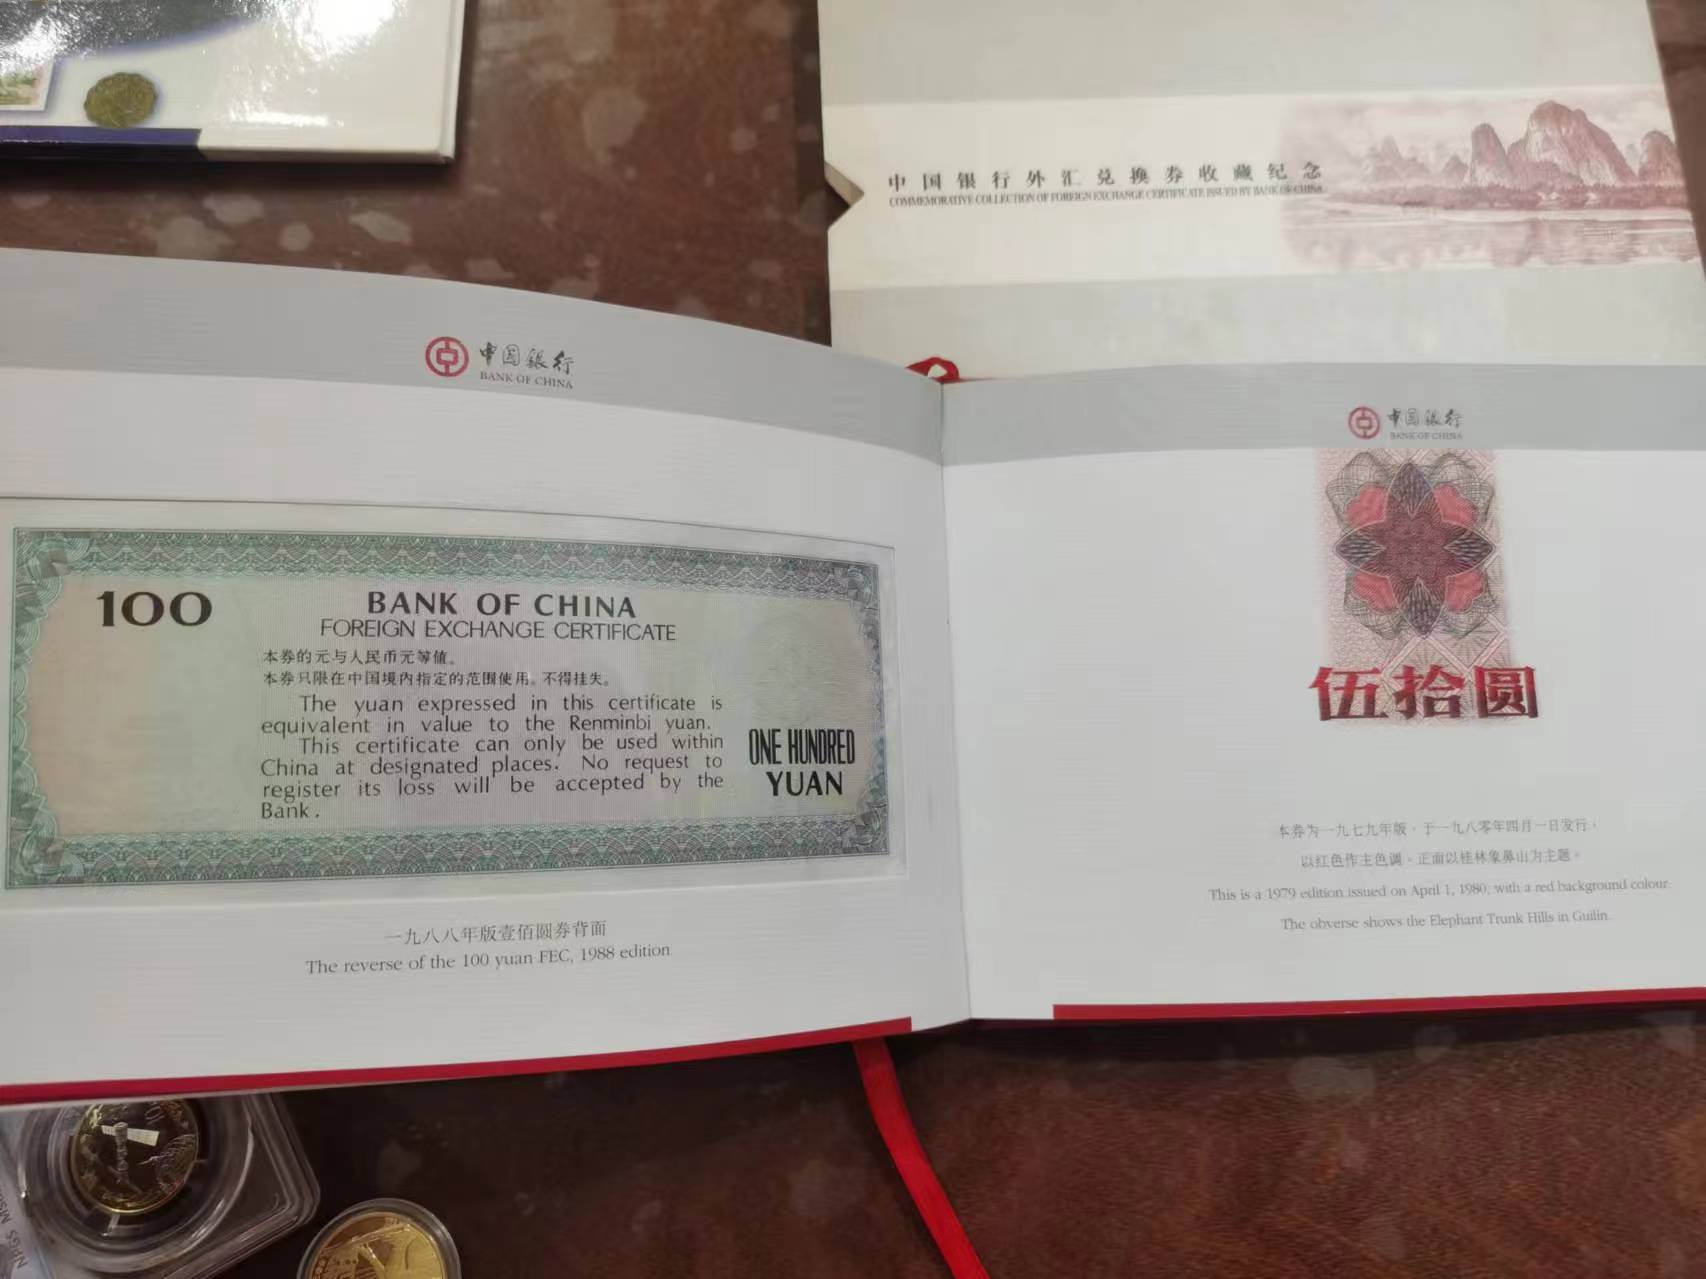 中国银行外汇兑换券收藏纪念
COMMEMORATIVE COLLECTION OF FOREIGN EXCHANGE CERTIFICATE ISSUED BY BANK OF CHINA
中国银行
BANK OF CHINA
100
BANK OF CHINA
FOREIGN EXCHANGE CERTIFICATE
本券的元与人民币元等值。
本券只限在中国境内指定的范围使用。不得挂失。
The yuan expressed in this certificate is
equivalent in value to the Renminbi yuan.
This certificate can only be used within
China at designated places. No request to
register its loss will be accepted by the
Bank.
ONE HUNDRED
YUAN
一九八八年版壹佰圆券背面
The reverse of the 100 yuan FEC, 1988 edition
中国银行
BANK OF CHINA
伍拾圆
本券为一九七九年版，于一九八零年四月一日发行，
以红色作主色调。正面以桂林象鼻山为主题。
This is a 1979 edition issued on April 1, 1980, with a red background colour.
The obverse shows the Elephant Trunk Hills in Guilin.
NPGS